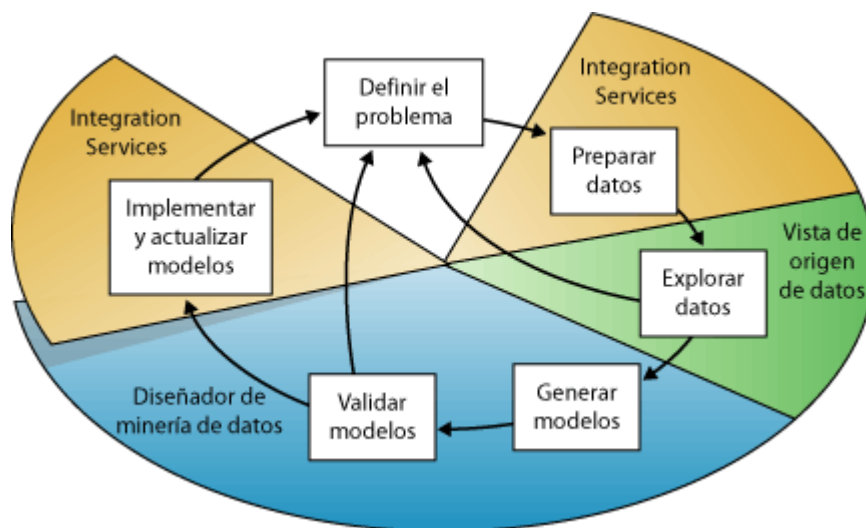 Definir el
problema
Integration
Services
Preparar
datos
Vista de
origen
de datos
Explorar
datos
Generar
modelos
Validar
modelos
Diseñador de
minería de datos
Implementar
y actualizar
modelos
Integration
Services